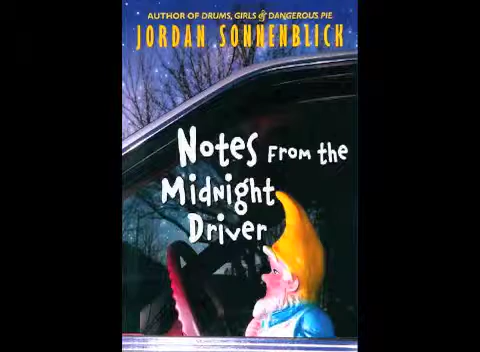 AUTHOR OF DRUMS, GIRLS & DANGEROUS PIE
JORDAN SONNENBLICK
Notes from the
Midnight
Driver